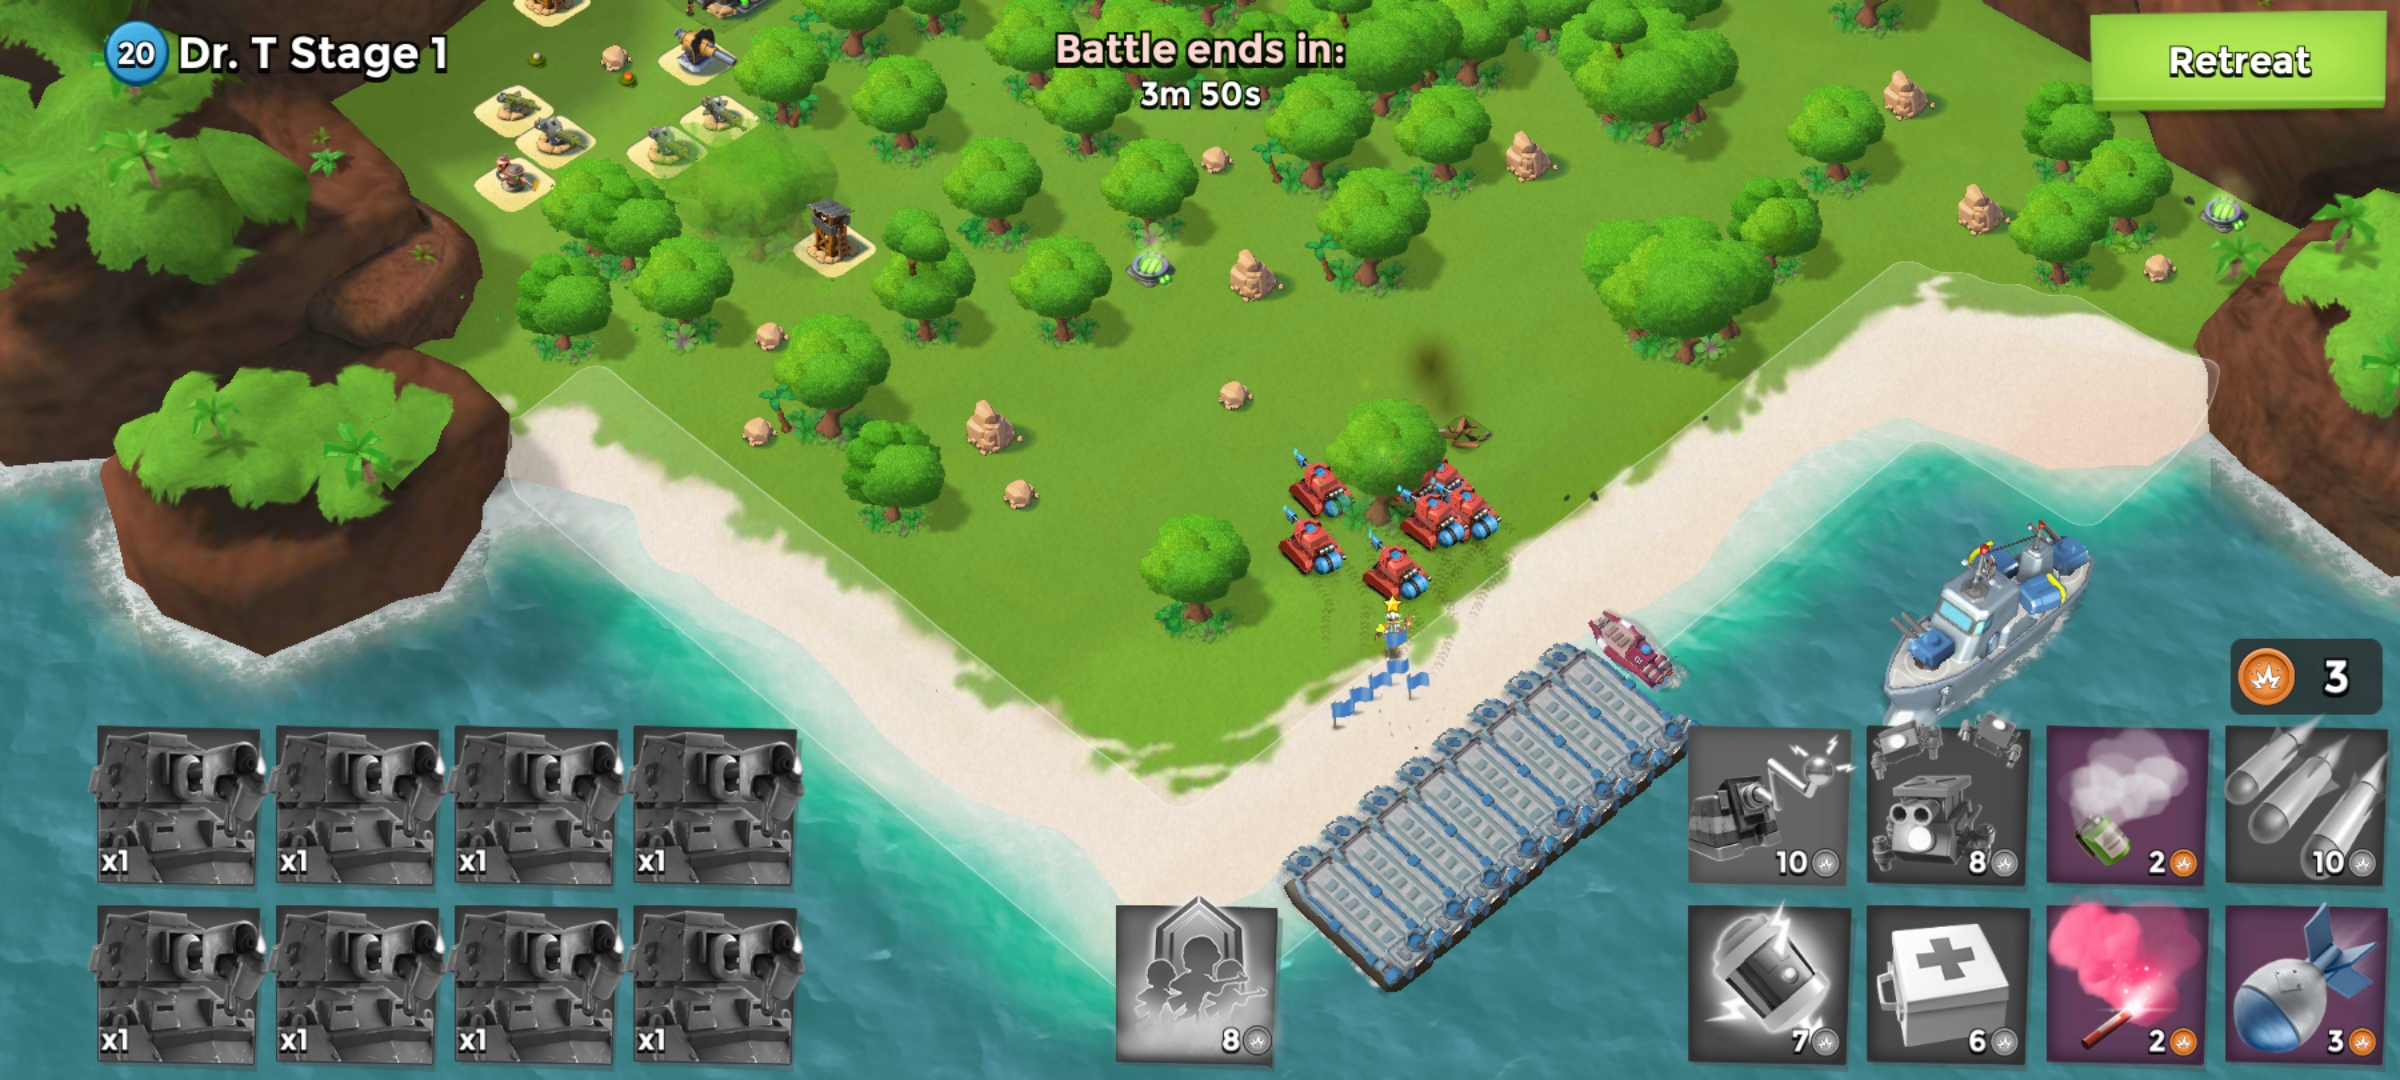 20 Dr. T Stage 1
Battle ends in:
3m 50s
Retreat
3
x1 x1 x1 x1
10 8 2 10
x1 x1 x1 x1
8
7 6 2 3